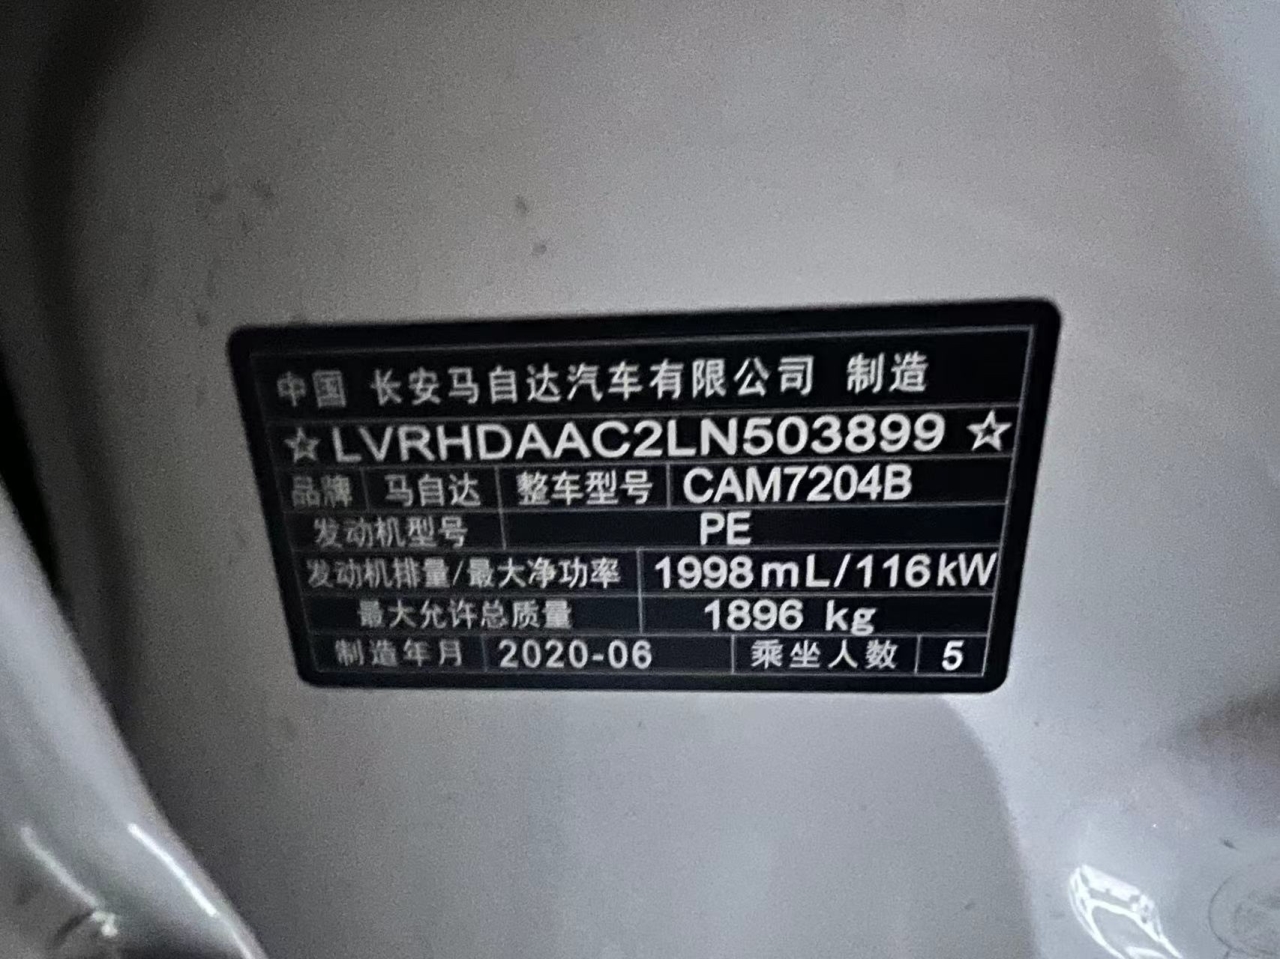 中国 长安马自达汽车有限公司 制造
☆LVRHDAAC2LN503899☆
品牌 马自达 整车型号 CAM7204B
发动机型号 PE
发动机排量/最大净功率 1998mL/116kW
最大允许总质量 1896 kg
制造年月 2020-06 乘坐人数 5